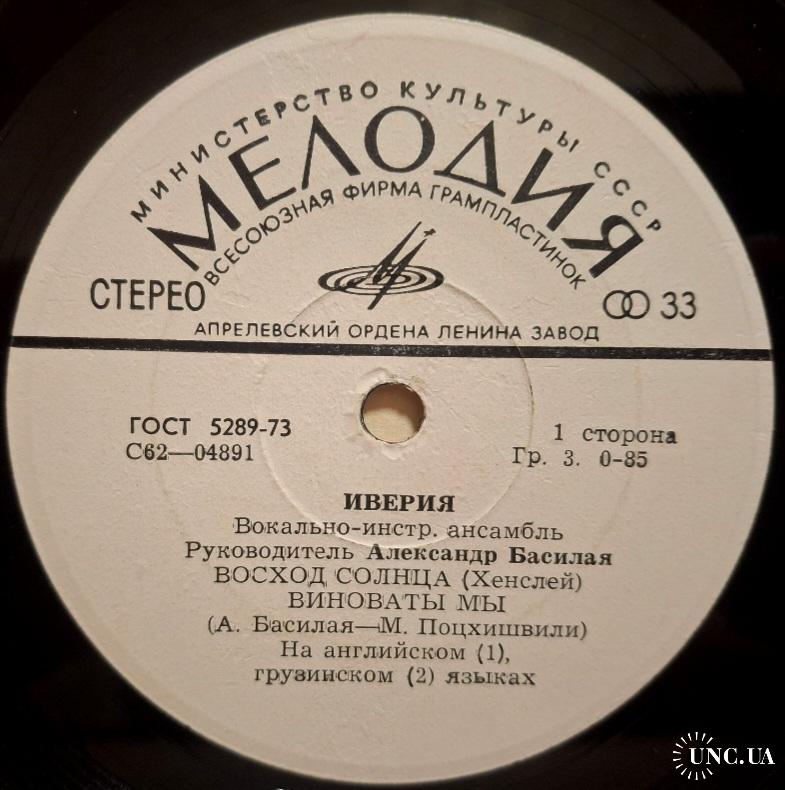 МИНИСТЕРСТВО КУЛЬТУРЫ СССР
МЕЛОДИЯ
ВСЕСОЮЗНАЯ ФИРМА ГРАМПЛАСТИНОК
СТЕРЕО
33
АПРЕЛЕВСКИЙ ОРДЕНА ЛЕНИНА ЗАВОД
ГОСТ 5289-73
С62—04891
1 сторона
Гр. 3. 0-85
ИВЕРИЯ
Вокально-инстр. ансамбль
Руководитель Александр Басилая
ВОСХОД СОЛНЦА (Хенслей)
ВИНОВАТЫ МЫ
(А. Басилая—М. Поцхишвили)
На английском (1),
грузинском (2) языках
UNC.UA